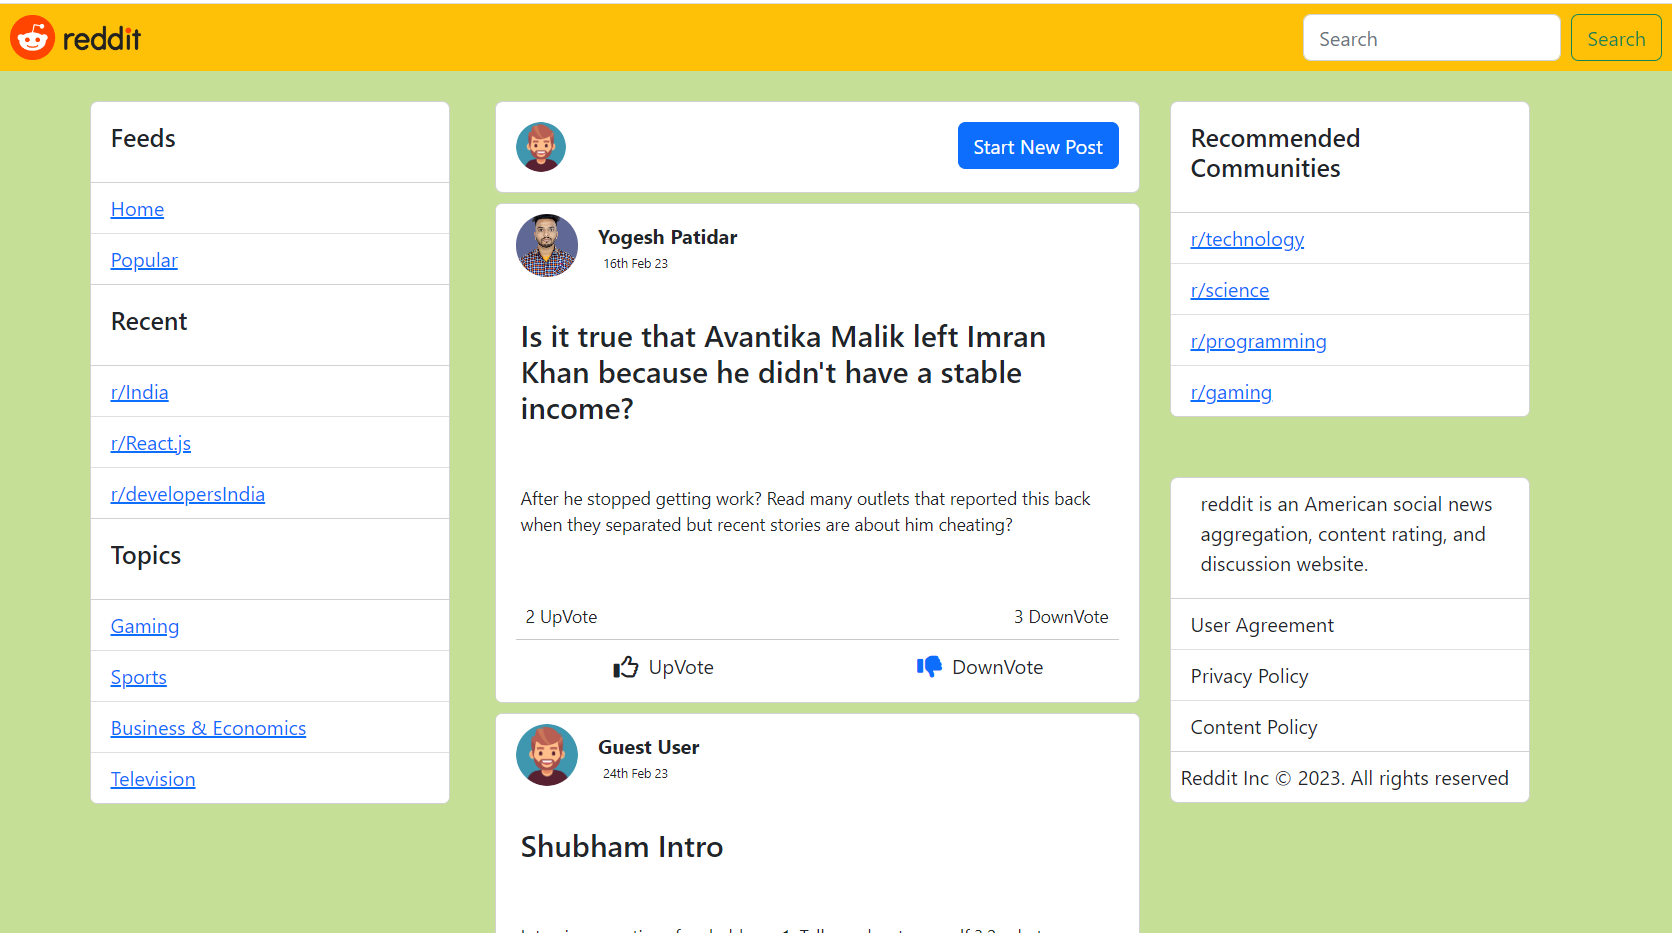 reddit
Search
Search
Feeds
Home
Popular
Recent
r/India
r/React.js
r/developersIndia
Topics
Gaming
Sports
Business & Economics
Television
Start New Post
Yogesh Patidar
16th Feb 23
Is it true that Avantika Malik left Imran
Khan because he didn't have a stable
income?
After he stopped getting work? Read many outlets that reported this back
when they separated but recent stories are about him cheating?
2 UpVote
3 DownVote
UpVote
DownVote
Guest User
24th Feb 23
Shubham Intro
Recommended
Communities
r/technology
r/science
r/programming
r/gaming
reddit is an American social news
aggregation, content rating, and
discussion website.
User Agreement
Privacy Policy
Content Policy
Reddit Inc © 2023. All rights reserved